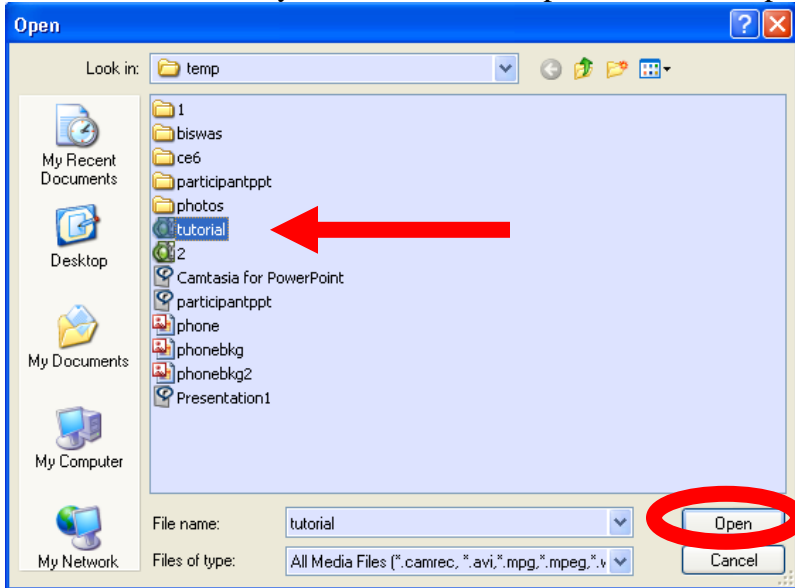 Open
Look in: temp
My Recent
Documents
Desktop
My Documents
My Computer
My Network
1
biswas
ce6
participantppt
photos
tutorial
2
Camtasia for PowerPoint
participantppt
phone
phonebkg
phonebkg2
Presentation1
File name: tutorial Open
Files of type: All Media Files (*.camrec, *.avi,*.mpg,*.mpeg,*. Cancel